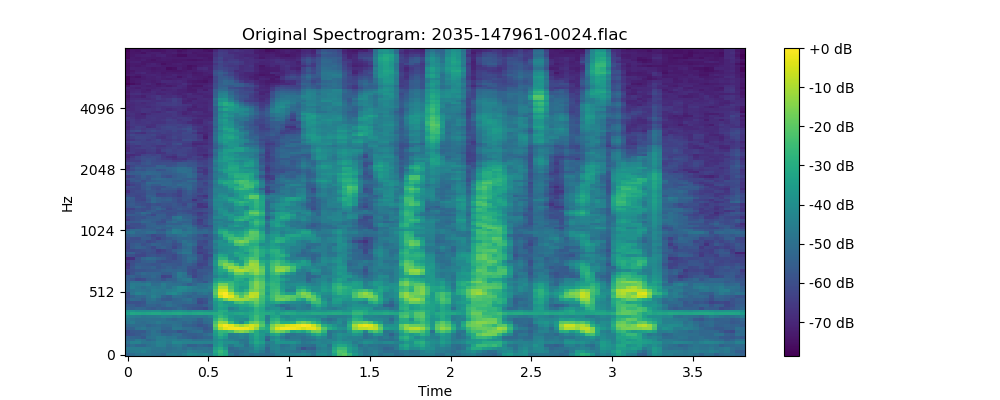 Original Spectrogram: 2035-147961-0024.flac
Hz
4096
2048
1024
512
0
0
0.5
1
1.5
2
2.5
3
3.5
Time
+0 dB
-10 dB
-20 dB
-30 dB
-40 dB
-50 dB
-60 dB
-70 dB